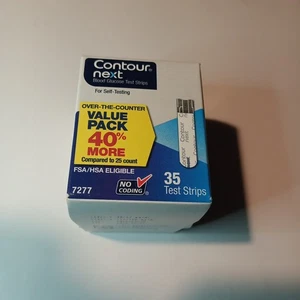 Contour®
next
Blood Glucose Test Strips
For Self-Testing
OVER-THE-COUNTER
VALUE
PACK
40%
MORE
Compared to 25 count
FSA/HSA ELIGIBLE
7277
NO
CODING
35
Test Strips
Contour